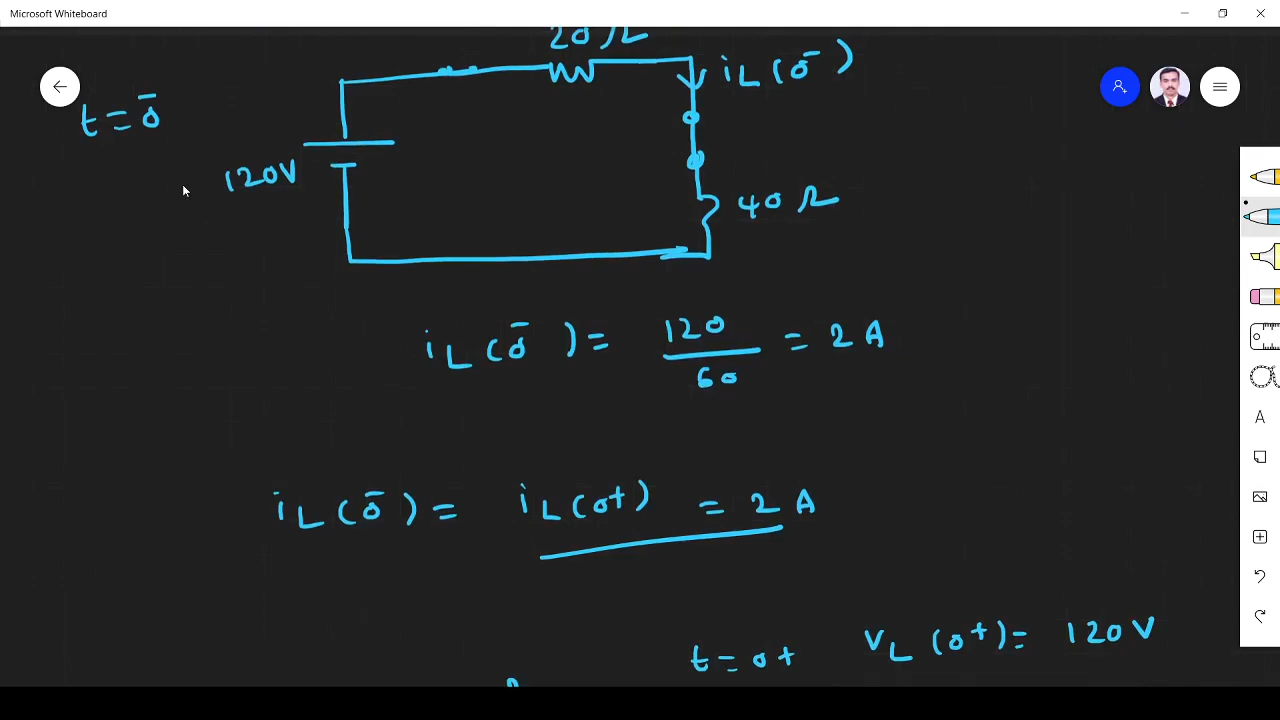 Microsoft Whiteboard
20 Ω
iL(0⁻)
t = 0⁻
120V
40 Ω
iL(0⁻) = 120/60 = 2 A
iL(0⁻) = iL(0+) = 2 A
t = 0+ VL(0+) = 120V
A